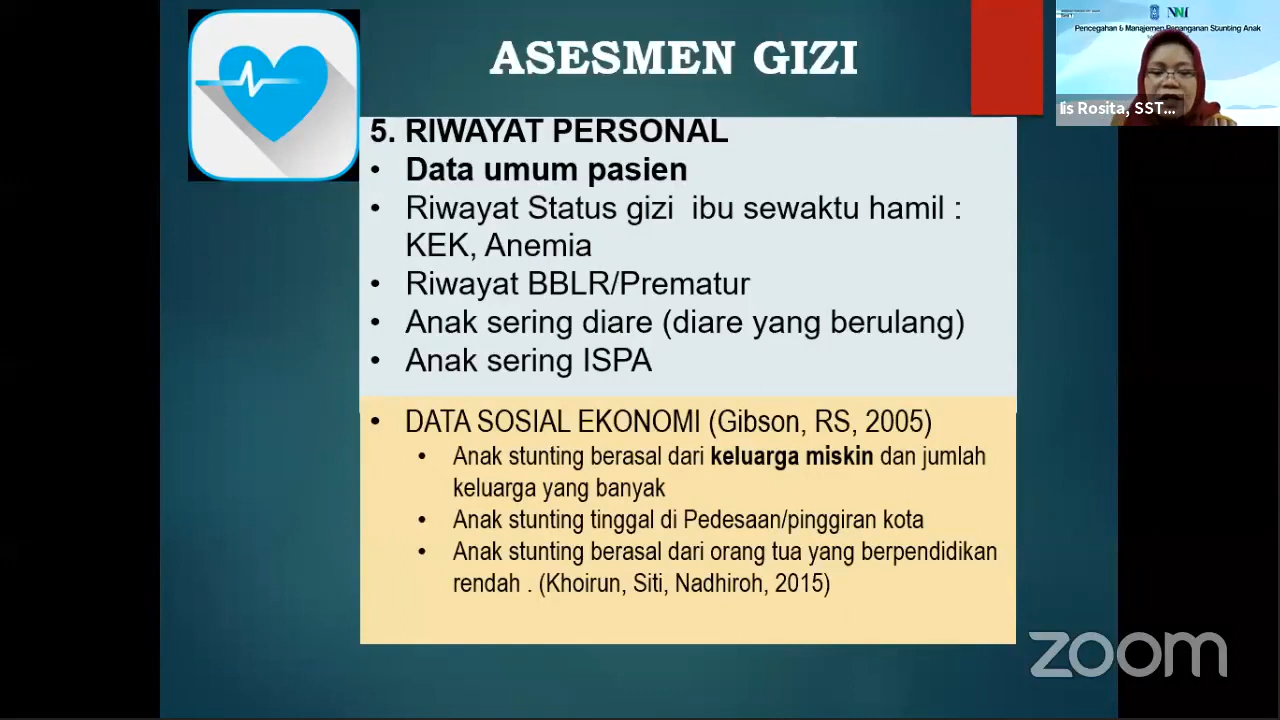 ASESMEN GIZI
5. RIWAYAT PERSONAL
• Data umum pasien
• Riwayat Status gizi ibu sewaktu hamil :
KEK, Anemia
• Riwayat BBLR/Prematur
• Anak sering diare (diare yang berulang)
• Anak sering ISPA
• DATA SOSIAL EKONOMI (Gibson, RS, 2005)
• Anak stunting berasal dari keluarga miskin dan jumlah
keluarga yang banyak
• Anak stunting tinggal di Pedesaan/pinggiran kota
• Anak stunting berasal dari orang tua yang berpendidikan
rendah . (Khoirun, Siti, Nadhiroh, 2015)
Pencegahan & Manajemen Penanganan Stunting Anak
Iis Rosita, SST...
zoom